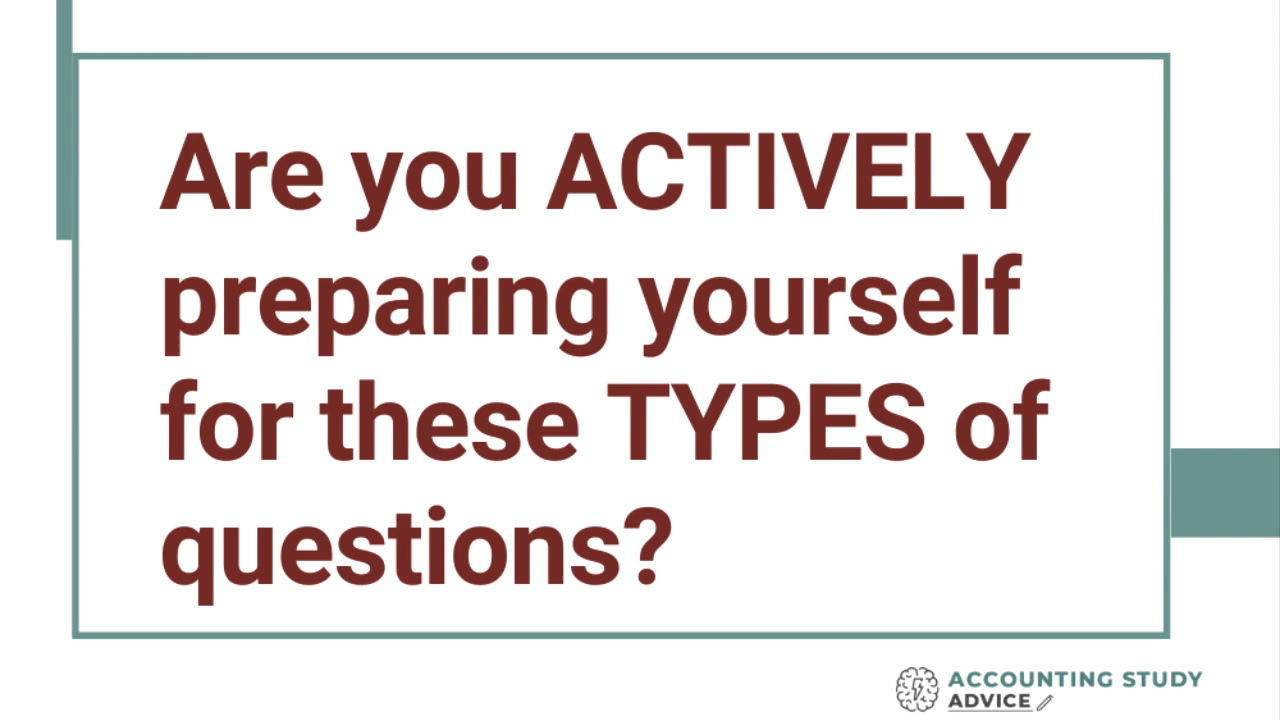 Are you ACTIVELY
preparing yourself
for these TYPES of
questions?
ACCOUNTING STUDY
ADVICE